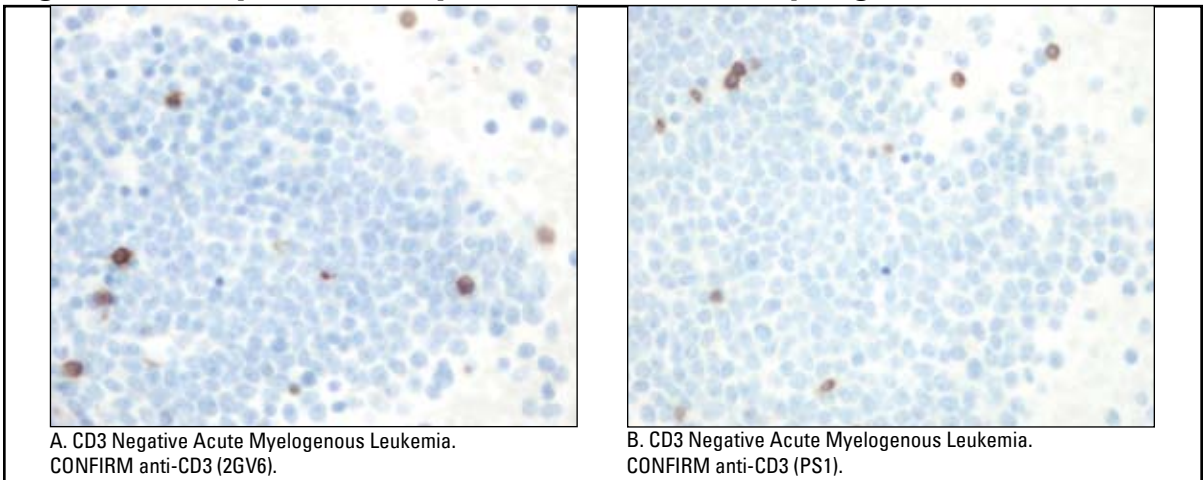 A. CD3 Negative Acute Myelogenous Leukemia.
CONFIRM anti-CD3 (2GV6).
B. CD3 Negative Acute Myelogenous Leukemia.
CONFIRM anti-CD3 (PS1).